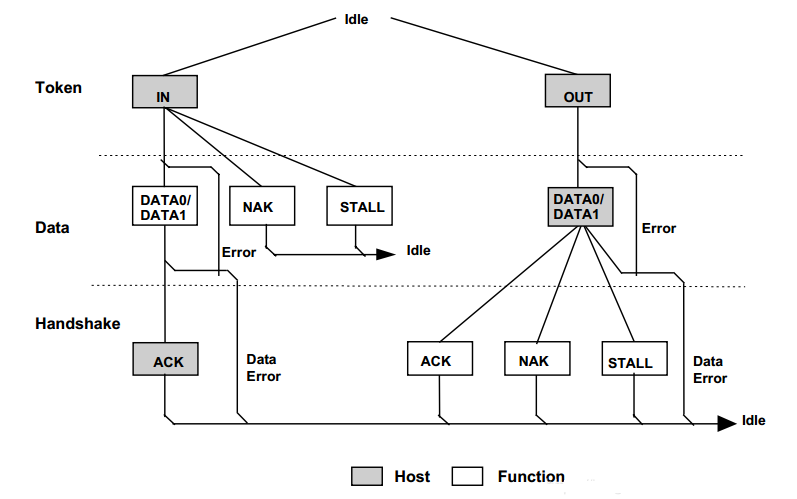 Idle
Token
IN
OUT
DATA0/
DATA1
NAK
STALL
DATA0/
DATA1
Data
Error
Idle
Error
Handshake
ACK
Data
Error
ACK
NAK
STALL
Data
Error
Idle
Host
Function